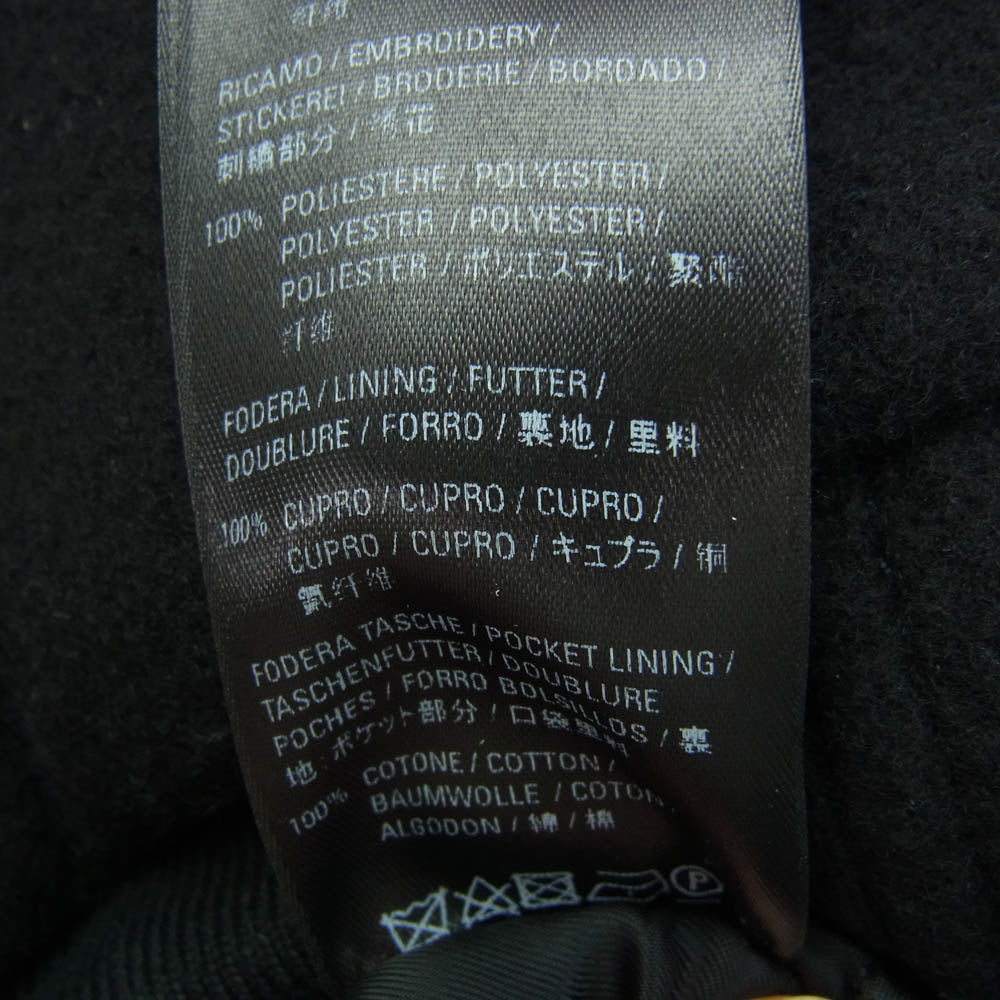 纤维
RICAMO / EMBROIDERY /
STICKEREI / BRODERIE / BORDADO /
刺繍部分 / 绣花
100% POLIESTERE / POLYESTER /
POLYESTER / POLYESTER /
POLIESTER / ポリエステル / 聚酯
纤维
FODERA / LINING / FUTTER /
DOUBLURE / FORRO / 裏地 / 里料
100% CUPRO / CUPRO / CUPRO /
CUPRO / CUPRO / キュプラ / 铜
氨纤维
FODERA TASCHE / POCKET LINING /
TASCHENFUTTER / DOUBLURE
POCHES / FORRO BOLSILLOS / 裏
地:ポケット部分 / 口袋里料
100% COTONE / COTTON /
BAUMWOLLE / COTON /
ALGODON / 綿 / 棉
P